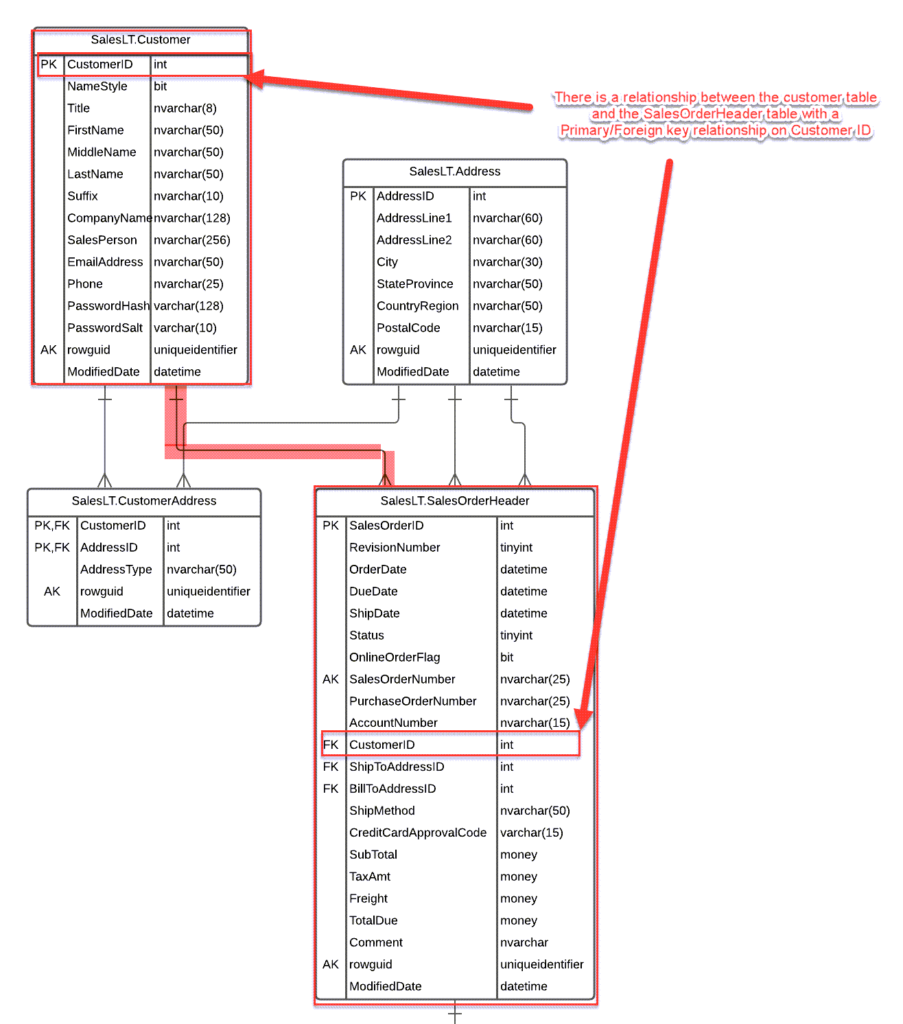 SalesLT.Customer
PK CustomerID int
NameStyle bit
Title nvarchar(8)
FirstName nvarchar(50)
MiddleName nvarchar(50)
LastName nvarchar(50)
Suffix nvarchar(10)
CompanyName nvarchar(128)
SalesPerson nvarchar(256)
EmailAddress nvarchar(50)
Phone nvarchar(25)
PasswordHash varchar(128)
PasswordSalt varchar(10)
AK rowguid uniqueidentifier
ModifiedDate datetime
There is a relationship between the customer table
and the SalesOrderHeader table with a
Primary/Foreign key relationship on Customer ID
SalesLT.Address
PK AddressID int
AddressLine1 nvarchar(60)
AddressLine2 nvarchar(60)
City nvarchar(30)
StateProvince nvarchar(50)
CountryRegion nvarchar(50)
PostalCode nvarchar(15)
AK rowguid uniqueidentifier
ModifiedDate datetime
SalesLT.CustomerAddress
PK,FK CustomerID int
PK,FK AddressID int
AddressType nvarchar(50)
AK rowguid uniqueidentifier
ModifiedDate datetime
SalesLT.SalesOrderHeader
PK SalesOrderID int
RevisionNumber tinyint
OrderDate datetime
DueDate datetime
ShipDate datetime
Status tinyint
OnlineOrderFlag bit
AK SalesOrderNumber nvarchar(25)
PurchaseOrderNumber nvarchar(25)
AccountNumber nvarchar(15)
FK CustomerID int
FK ShipToAddressID int
FK BillToAddressID int
ShipMethod nvarchar(50)
CreditCardApprovalCode varchar(15)
SubTotal money
TaxAmt money
Freight money
TotalDue money
Comment nvarchar
AK rowguid uniqueidentifier
ModifiedDate datetime